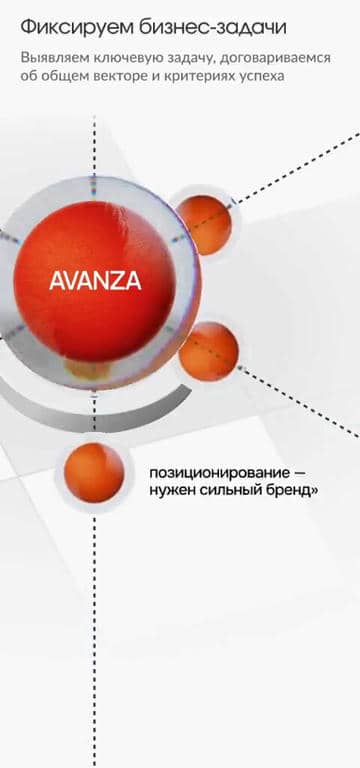 Фиксируем бизнес-задачи
Выявляем ключевую задачу, договариваемся
об общем векторе и критериях успеха
AVANZA
позиционирование —
нужен сильный бренд»